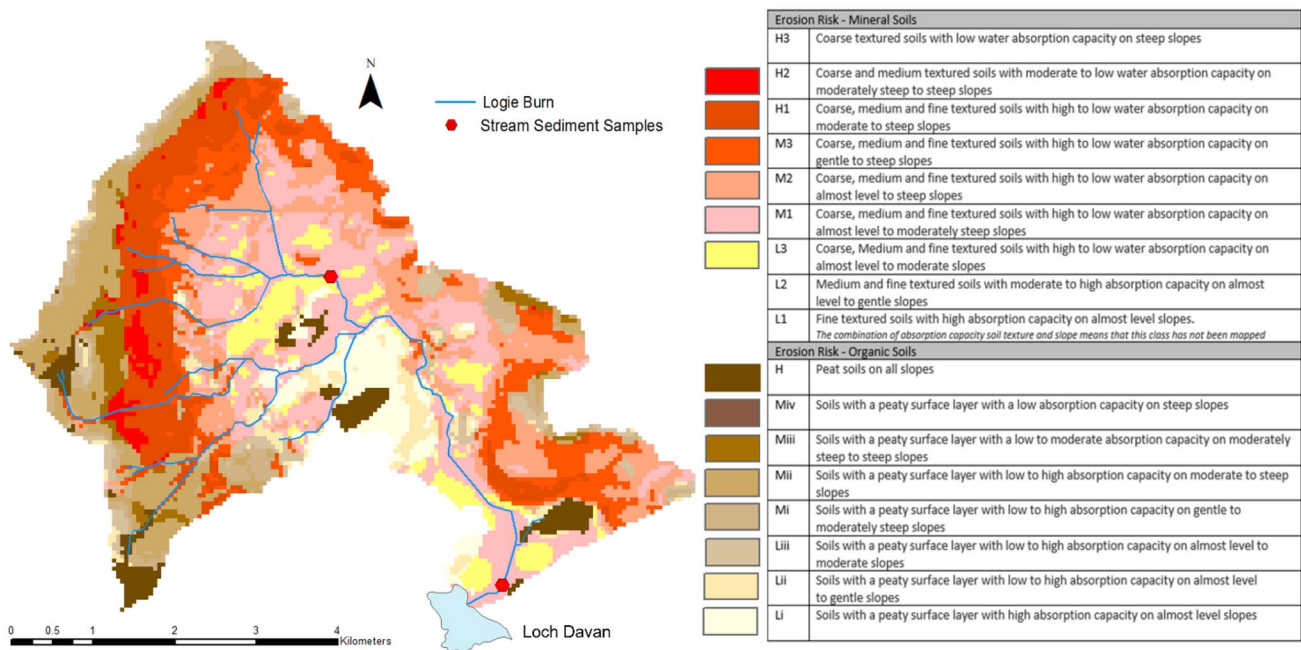 N
Logie Burn
Stream Sediment Samples
Loch Davan
0 0.5 1 2 3 4
Kilometers
Erosion Risk - Mineral Soils
H3 Coarse textured soils with low water absorption capacity on steep slopes
H2 Coarse and medium textured soils with moderate to low water absorption capacity on
moderately steep to steep slopes
H1 Coarse, medium and fine textured soils with high to low water absorption capacity on
moderate to steep slopes
M3 Coarse, medium and fine textured soils with high to low water absorption capacity on
gentle to steep slopes
M2 Coarse, medium and fine textured soils with high to low water absorption capacity on
almost level to steep slopes
M1 Coarse, medium and fine textured soils with high to low water absorption capacity on
almost level to moderately steep slopes
L3 Coarse, Medium and fine textured soils with high to low water absorption capacity on
almost level to moderate slopes
L2 Medium and fine textured soils with moderate to high absorption capacity on almost
level to gentle slopes
L1 Fine textured soils with high absorption capacity on almost level slopes.
The combination of absorption capacity soil texture and slope means that this class has not been mapped
Erosion Risk - Organic Soils
H Peat soils on all slopes
Miv Soils with a peaty surface layer with a low absorption capacity on steep slopes
Miii Soils with a peaty surface layer with a low to moderate absorption capacity on moderately
steep to steep slopes
Mii Soils with a peaty surface layer with low to high absorption capacity on moderate to steep
slopes
Mi Soils with a peaty surface layer with low to high absorption capacity on gentle to
moderately steep slopes
Liii Soils with a peaty surface layer with low to high absorption capacity on almost level to
moderate slopes
Lii Soils with a peaty surface layer with low to high absorption capacity on almost level
to gentle slopes
Li Soils with a peaty surface layer with high absorption capacity on almost level slopes